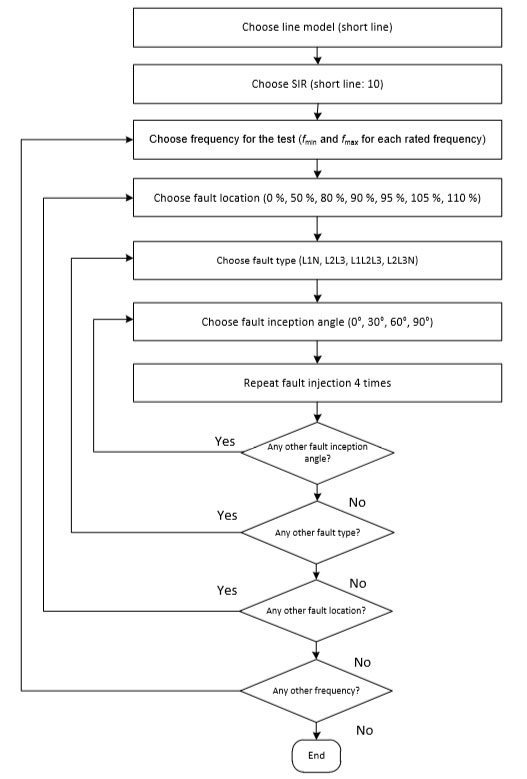 Choose line model (short line)
Choose SIR (short line: 10)
Choose frequency for the test (fmin and fmax for each rated frequency)
Choose fault location (0 %, 50 %, 80 %, 90 %, 95 %, 105 %, 110 %)
Choose fault type (L1N, L2L3, L1L2L3, L2L3N)
Choose fault inception angle (0°, 30°, 60°, 90°)
Repeat fault injection 4 times
Yes
Any other fault inception
angle?
No
Yes
Any other fault type?
No
Yes
Any other fault location?
No
Any other frequency?
No
End